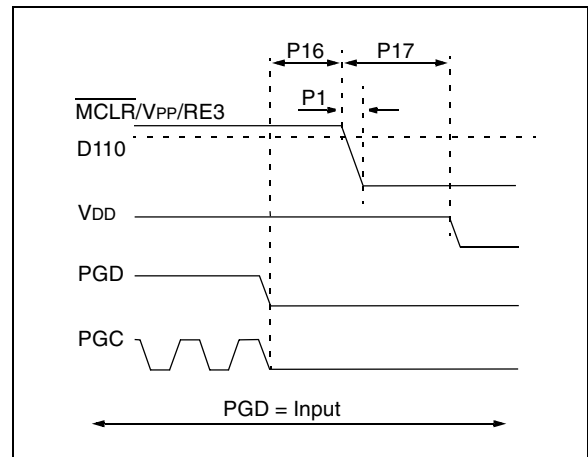 P16 P17
P1
MCLR/VPP/RE3
D110
VDD
PGD
PGC
PGD = Input